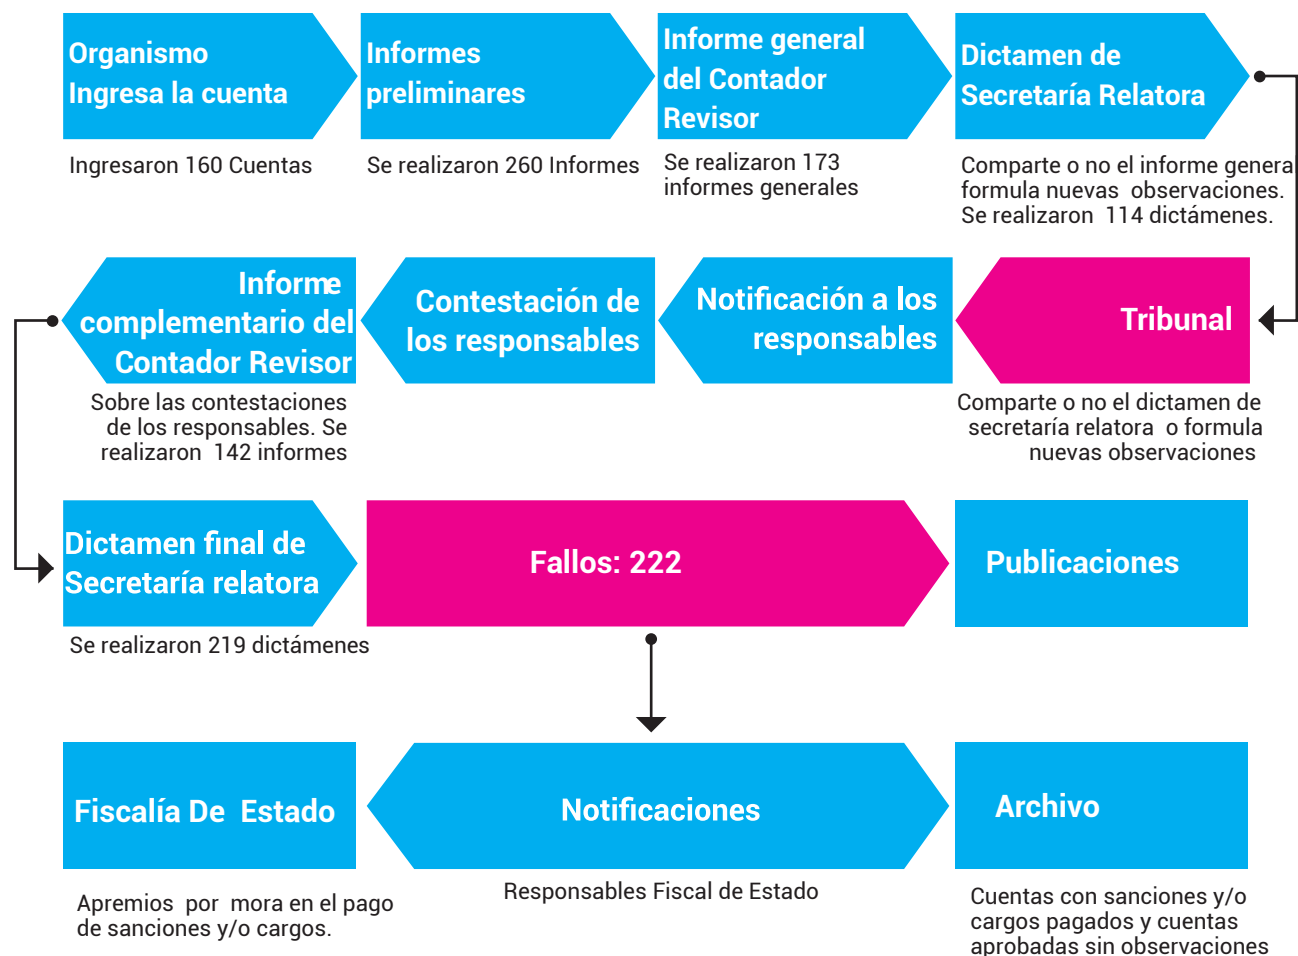 Organismo
Ingresa la cuenta
Ingresaron 160 Cuentas
Informes
preliminares
Se realizaron 260 Informes
Informe general
del Contador
Revisor
Se realizaron 173
informes generales
Dictamen de
Secretaría Relatora
Comparte o no el informe genera
formula nuevas observaciones.
Se realizaron 114 dictámenes.
Tribunal
Comparte o no el dictamen de
secretaría relatora o formula
nuevas observaciones
Notificación a los
responsables
Contestación de
los responsables
Informe
complementario del
Contador Revisor
Sobre las contestaciones
de los responsables. Se
realizaron 142 informes
Dictamen final de
Secretaría relatora
Se realizaron 219 dictámenes
Fallos: 222
Publicaciones
Fiscalía De Estado
Apremios por mora en el pago
de sanciones y/o cargos.
Notificaciones
Responsables Fiscal de Estado
Archivo
Cuentas con sanciones y/o
cargos pagados y cuentas
aprobadas sin observaciones